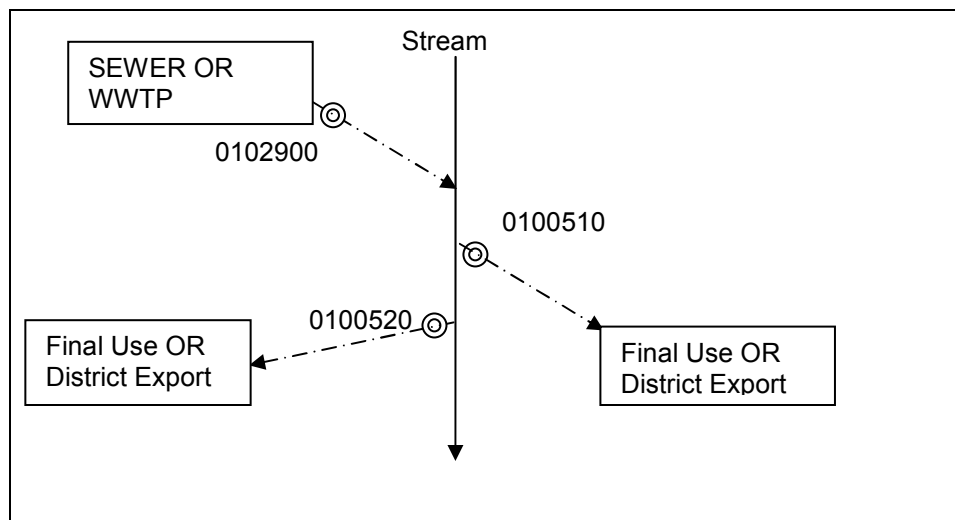 Stream
SEWER OR
WWTP
0102900
0100510
0100520
Final Use OR
District Export
Final Use OR
District Export